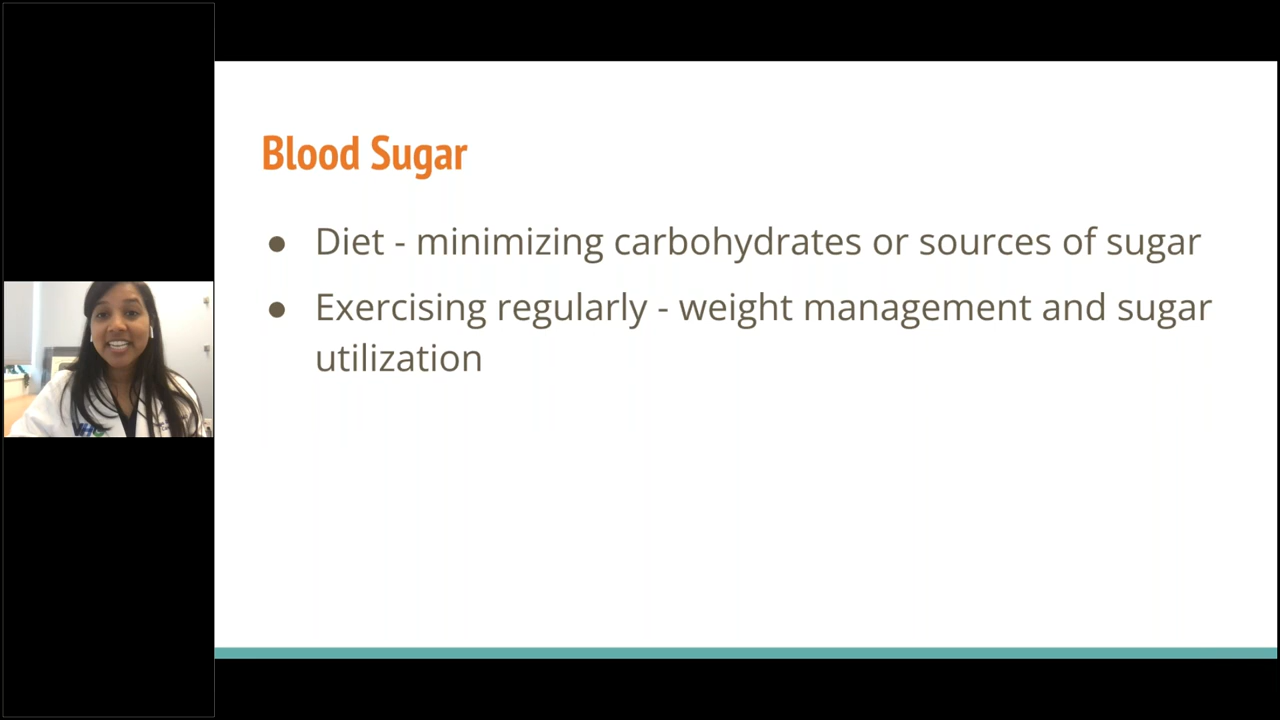 Blood Sugar
● Diet - minimizing carbohydrates or sources of sugar
● Exercising regularly - weight management and sugar
utilization